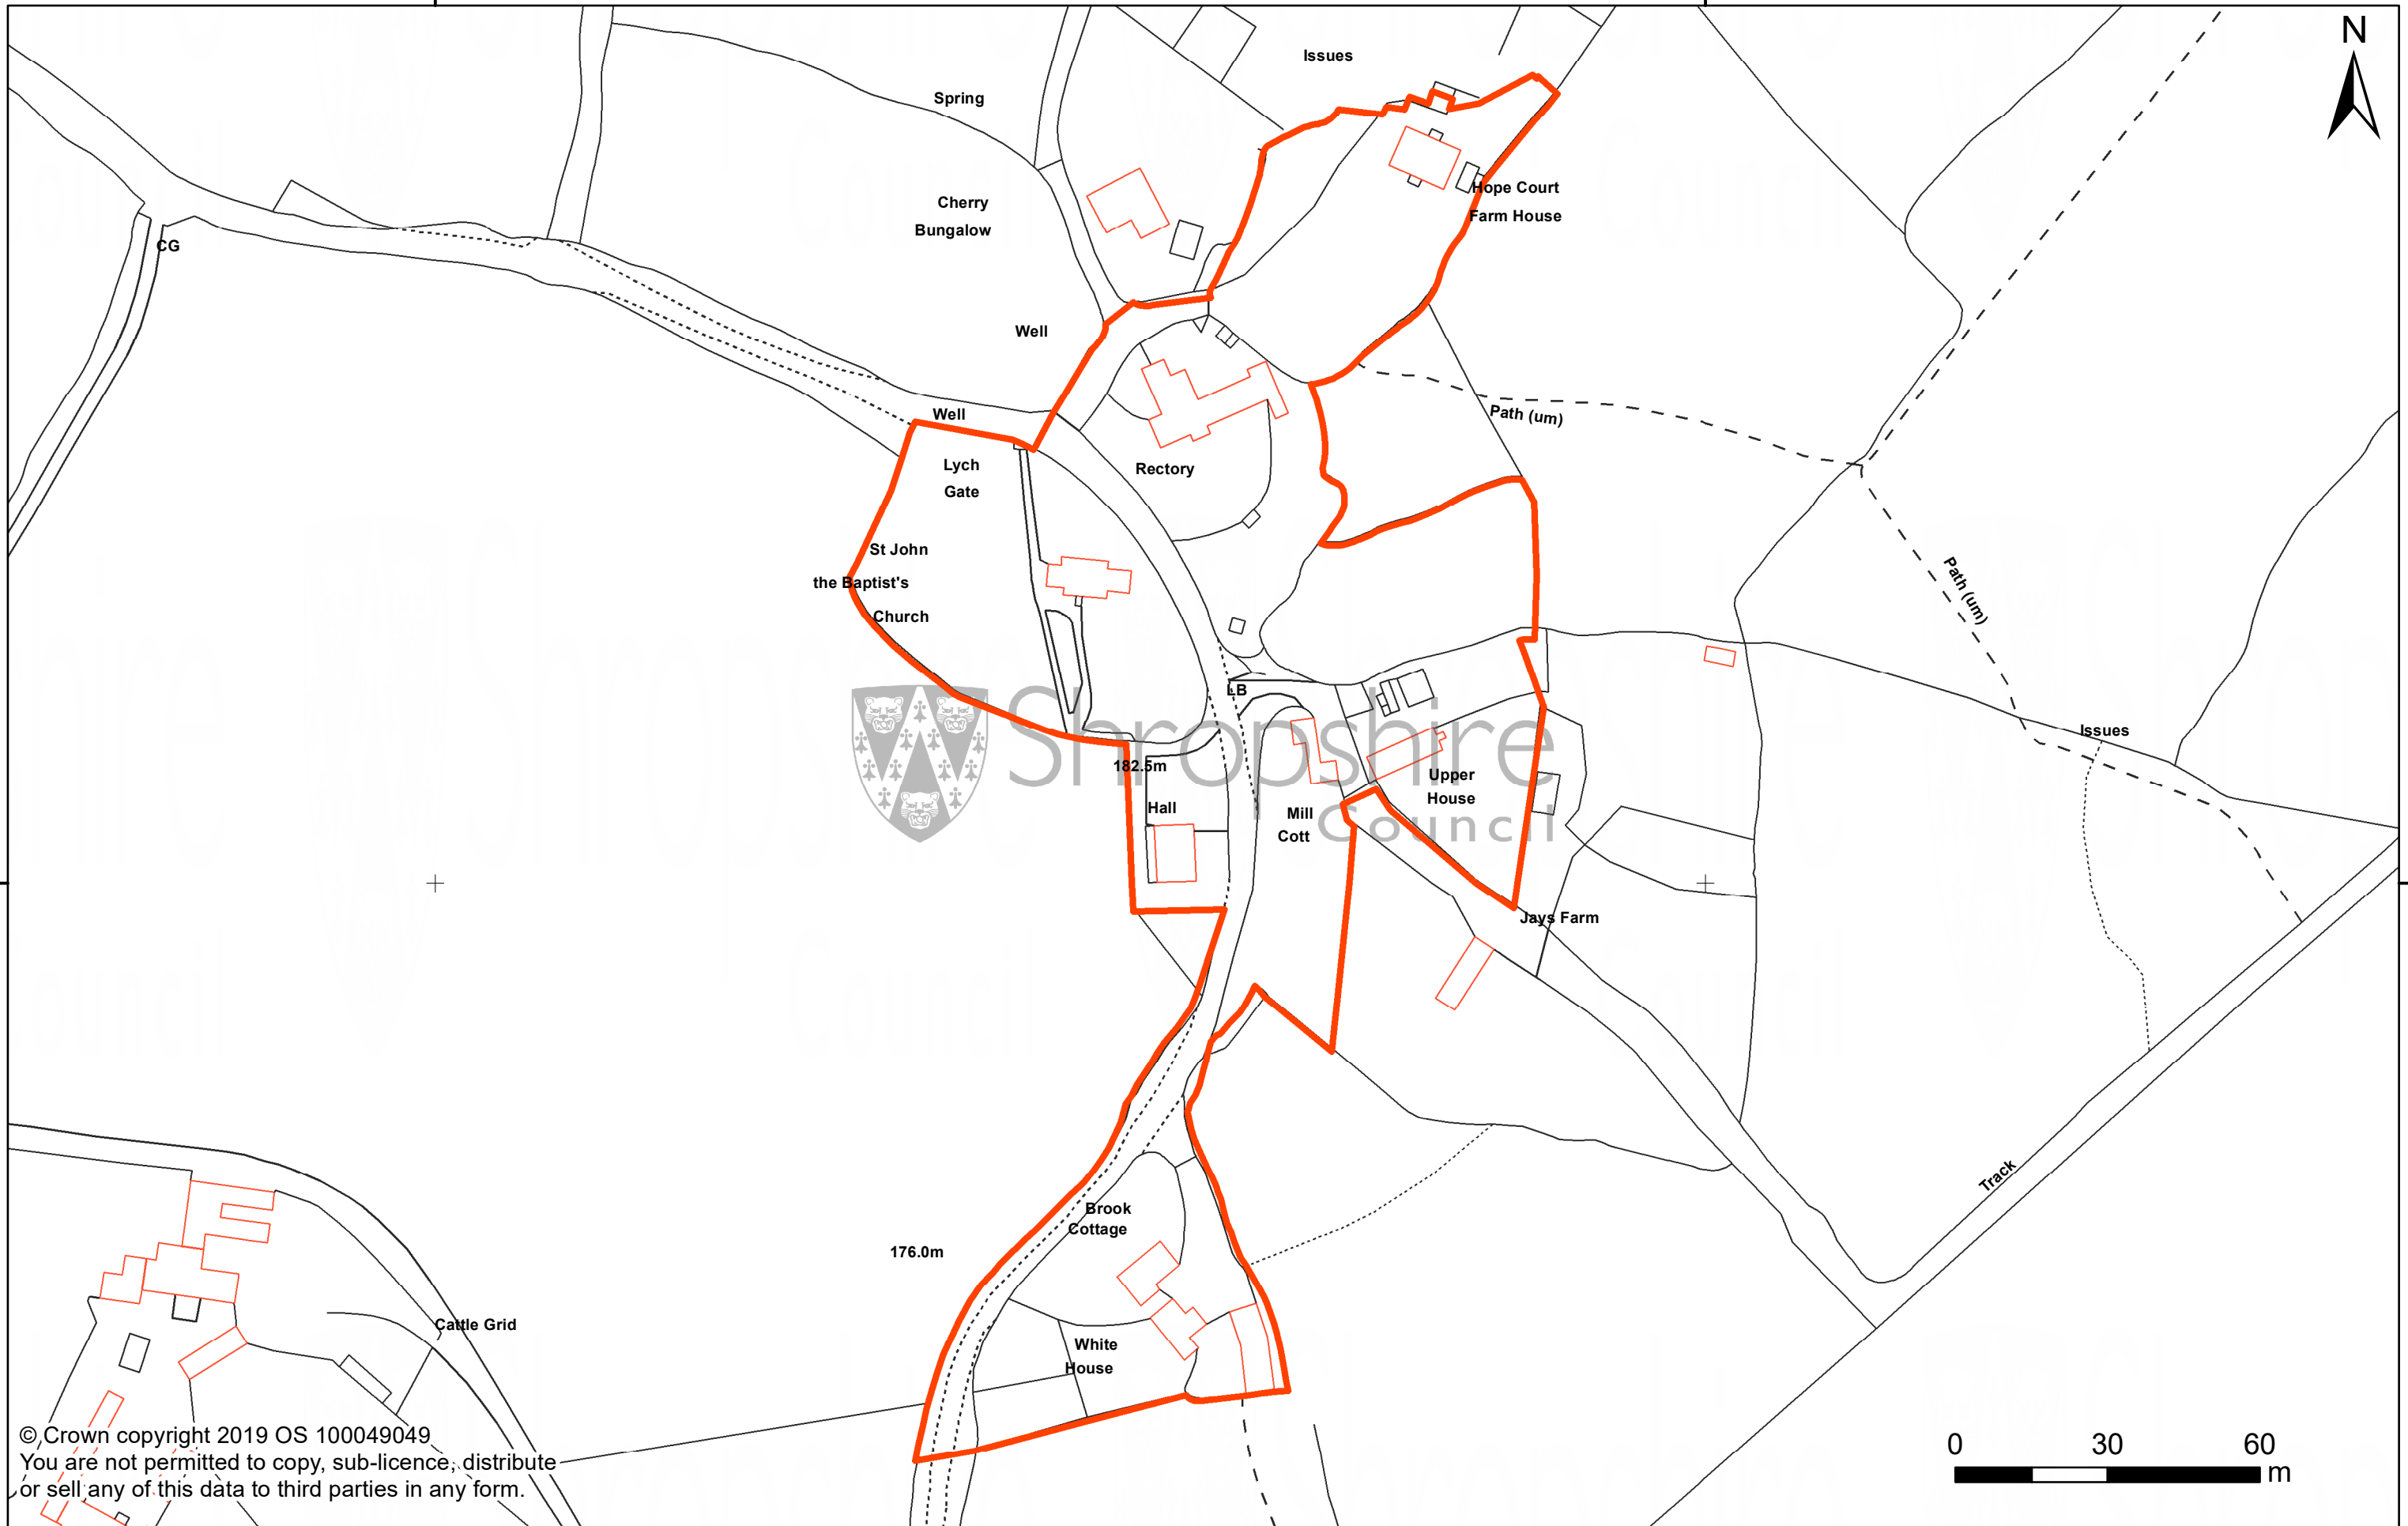 N
Issues
Spring
Hope Court
Farm House
Cherry
Bungalow
CG
Well
Well
Path (um)
Lych
Gate
Rectory
St John
the Baptist's
Church
Path (um)
LB
Shropshire
Council
Issues
182.5m
Hall
Upper
House
Mill
Cott
Jays Farm
Track
Brook
Cottage
176.0m
Cattle Grid
White
House
© Crown copyright 2019 OS 100049049
You are not permitted to copy, sub-licence, distribute
or sell any of this data to third parties in any form.
0 30 60
m